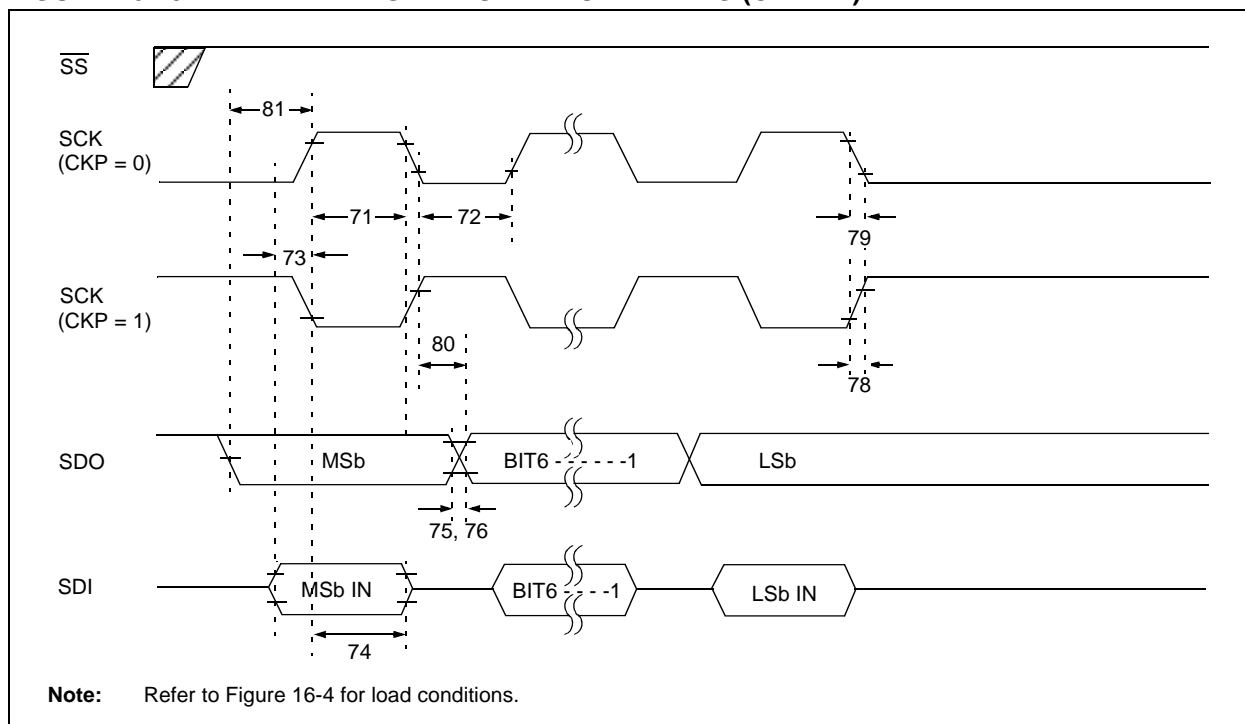 SS
81
SCK
(CKP = 0)
71
72
79
73
SCK
(CKP = 1)
80
78
SDO
MSb
BIT6 - - - - - -1
LSb
75, 76
SDI
MSb IN
BIT6 - - - -1
LSb IN
74
Note: Refer to Figure 16-4 for load conditions.